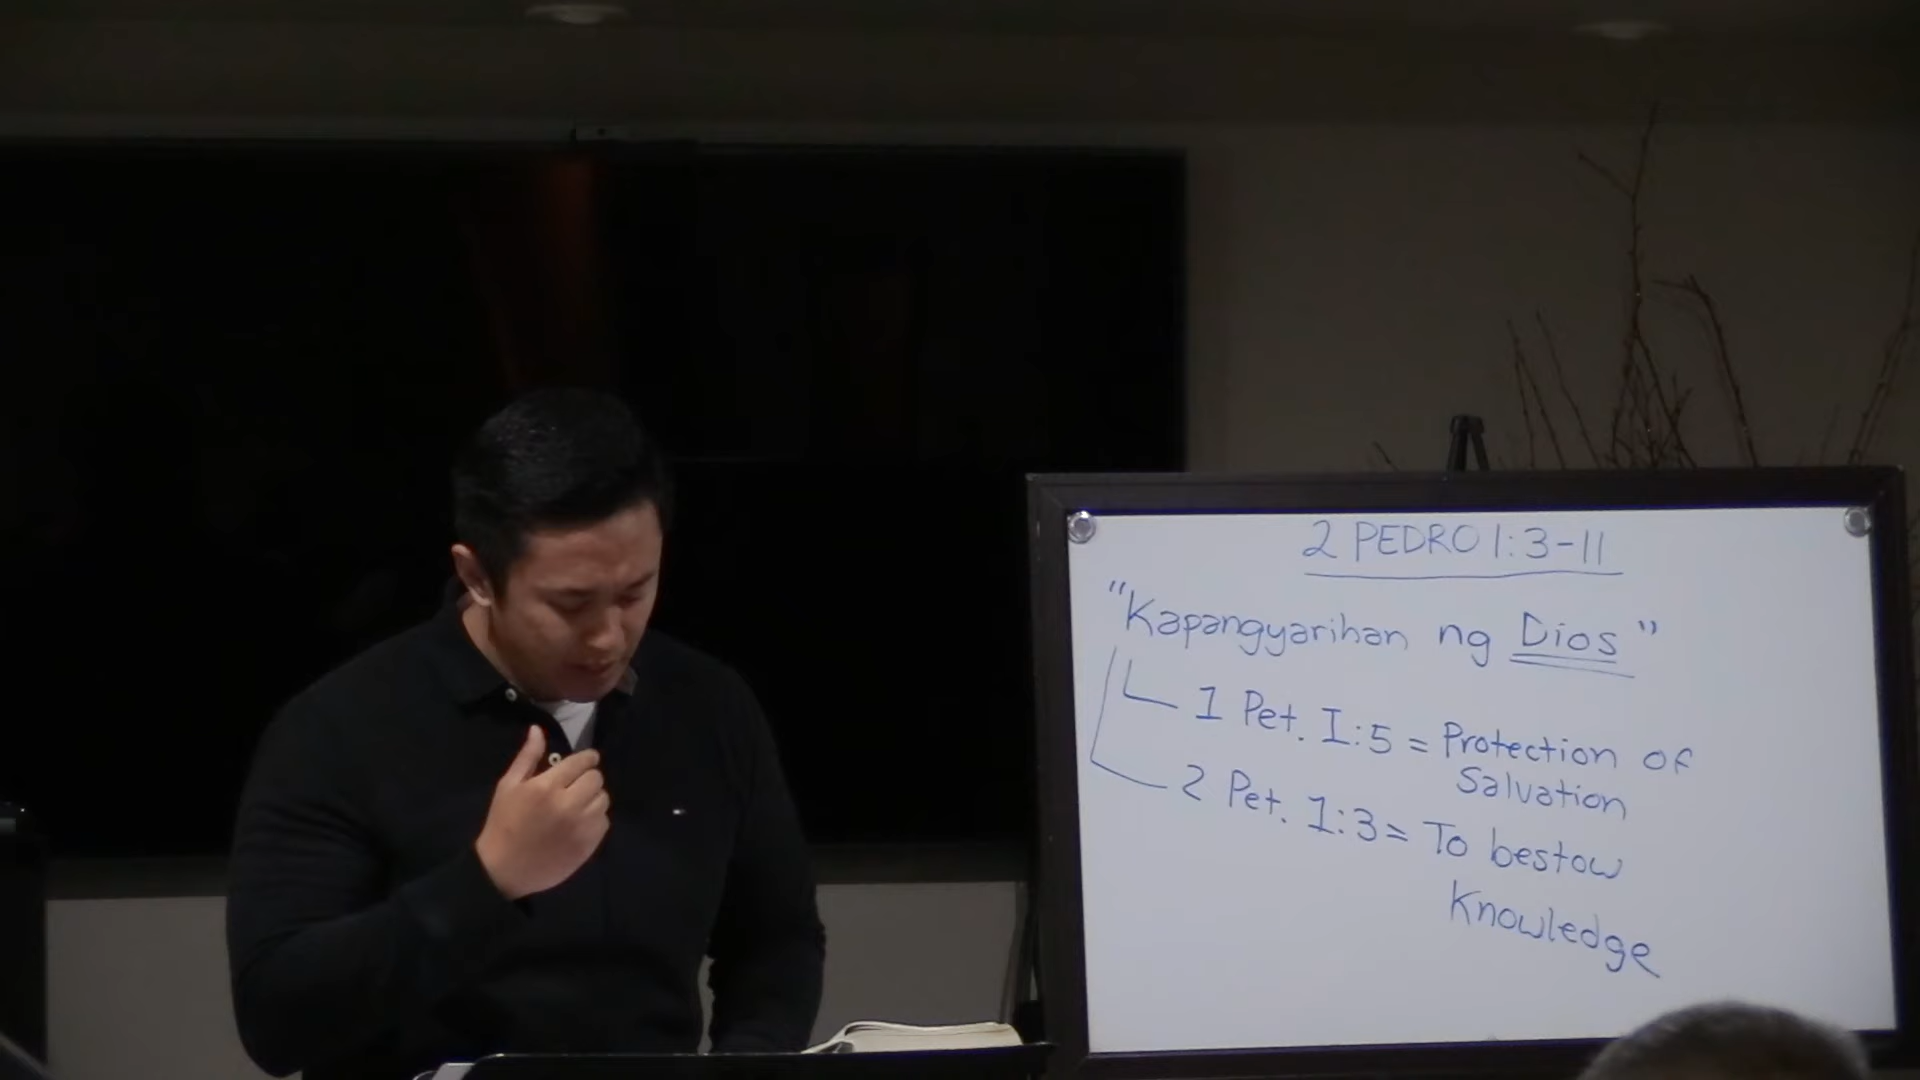 2 PEDRO 1:3-11
"Kapangyarihan ng Dios"
1 Pet. I:5 = Protection of
Salvation
2 Pet. 1:3 = To bestow
Knowledge